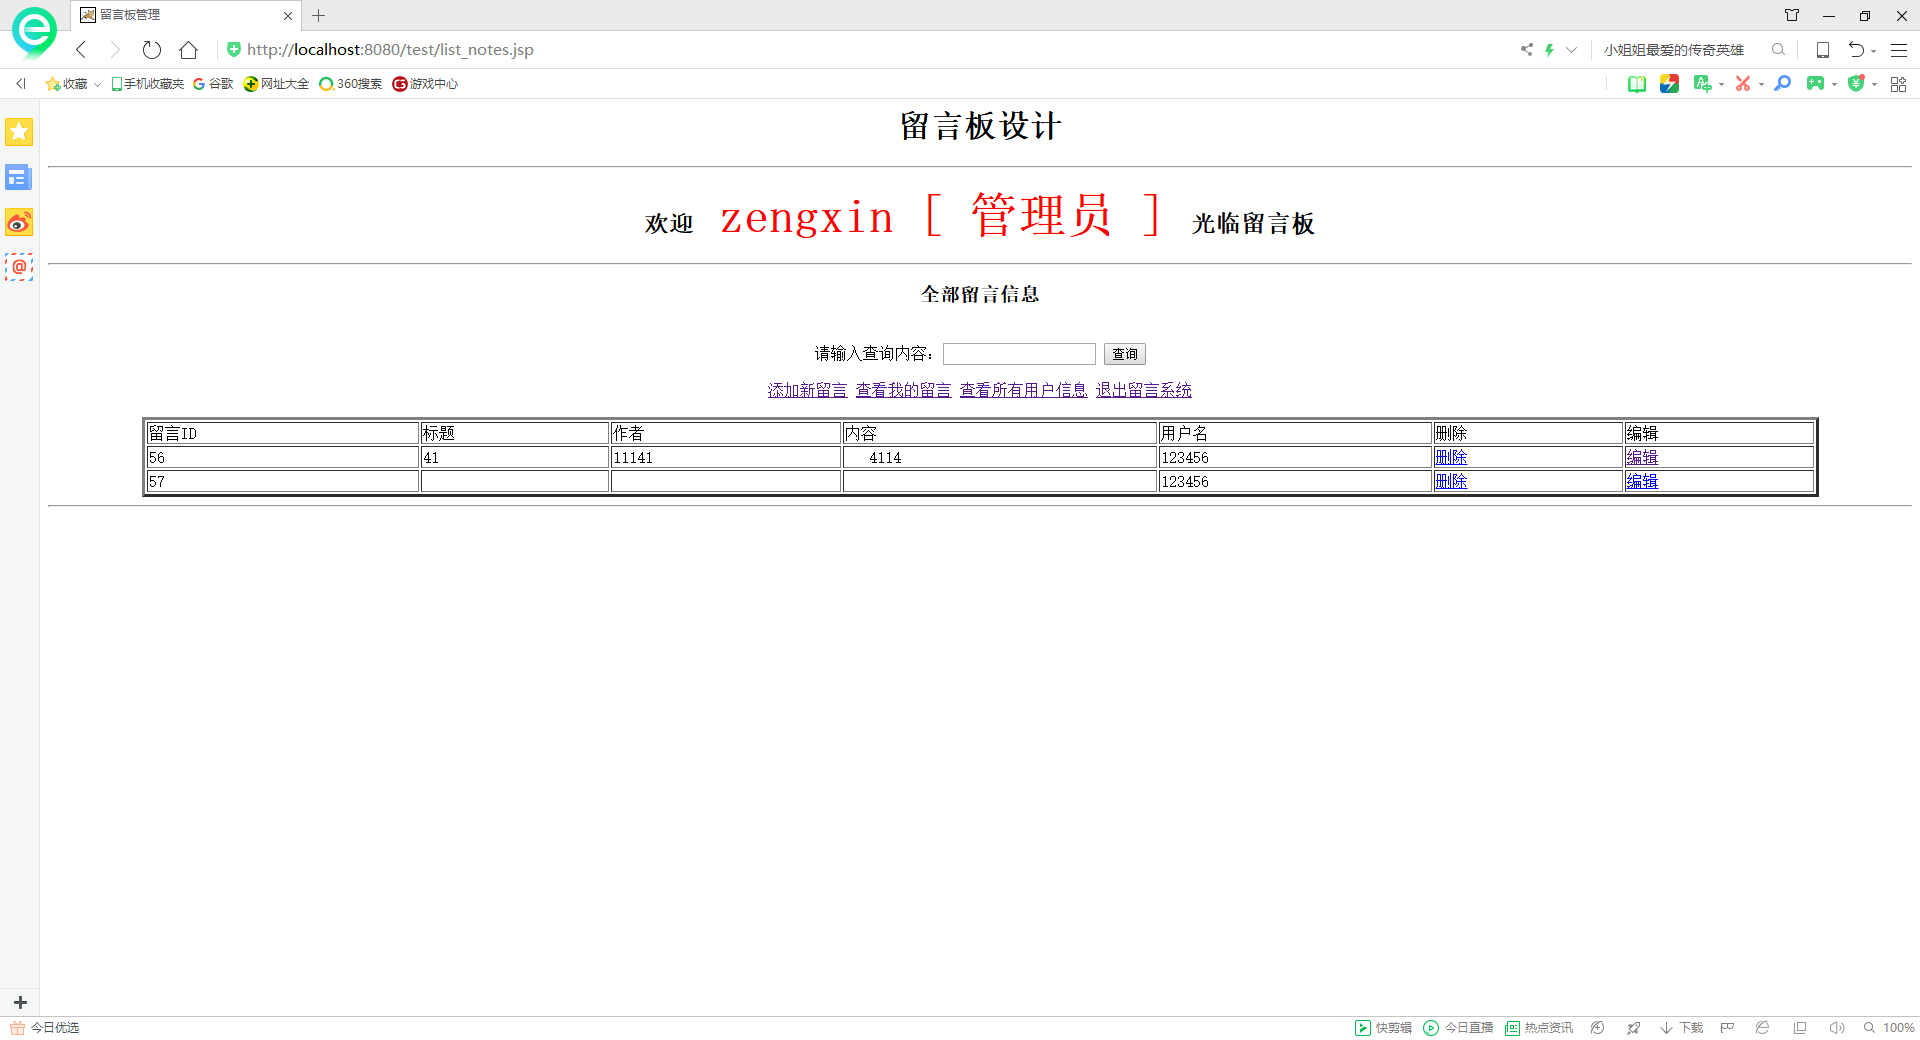 留言板管理
http://localhost:8080/test/list_notes.jsp
小姐姐最爱的传奇英雄
收藏 手机收藏夹 谷歌 网址大全 360搜索 游戏中心
留言板设计
欢迎 zengxin [ 管理员 ] 光临留言板
全部留言信息
请输入查询内容： 查询
添加新留言 查看我的留言 查看所有用户信息 退出留言系统
留言ID 标题 作者 内容 用户名 删除 编辑
56 41 11141 4114 123456 删除 编辑
57 123456 删除 编辑
今日优选 快剪辑 今日直播 热点资讯 下载 100%